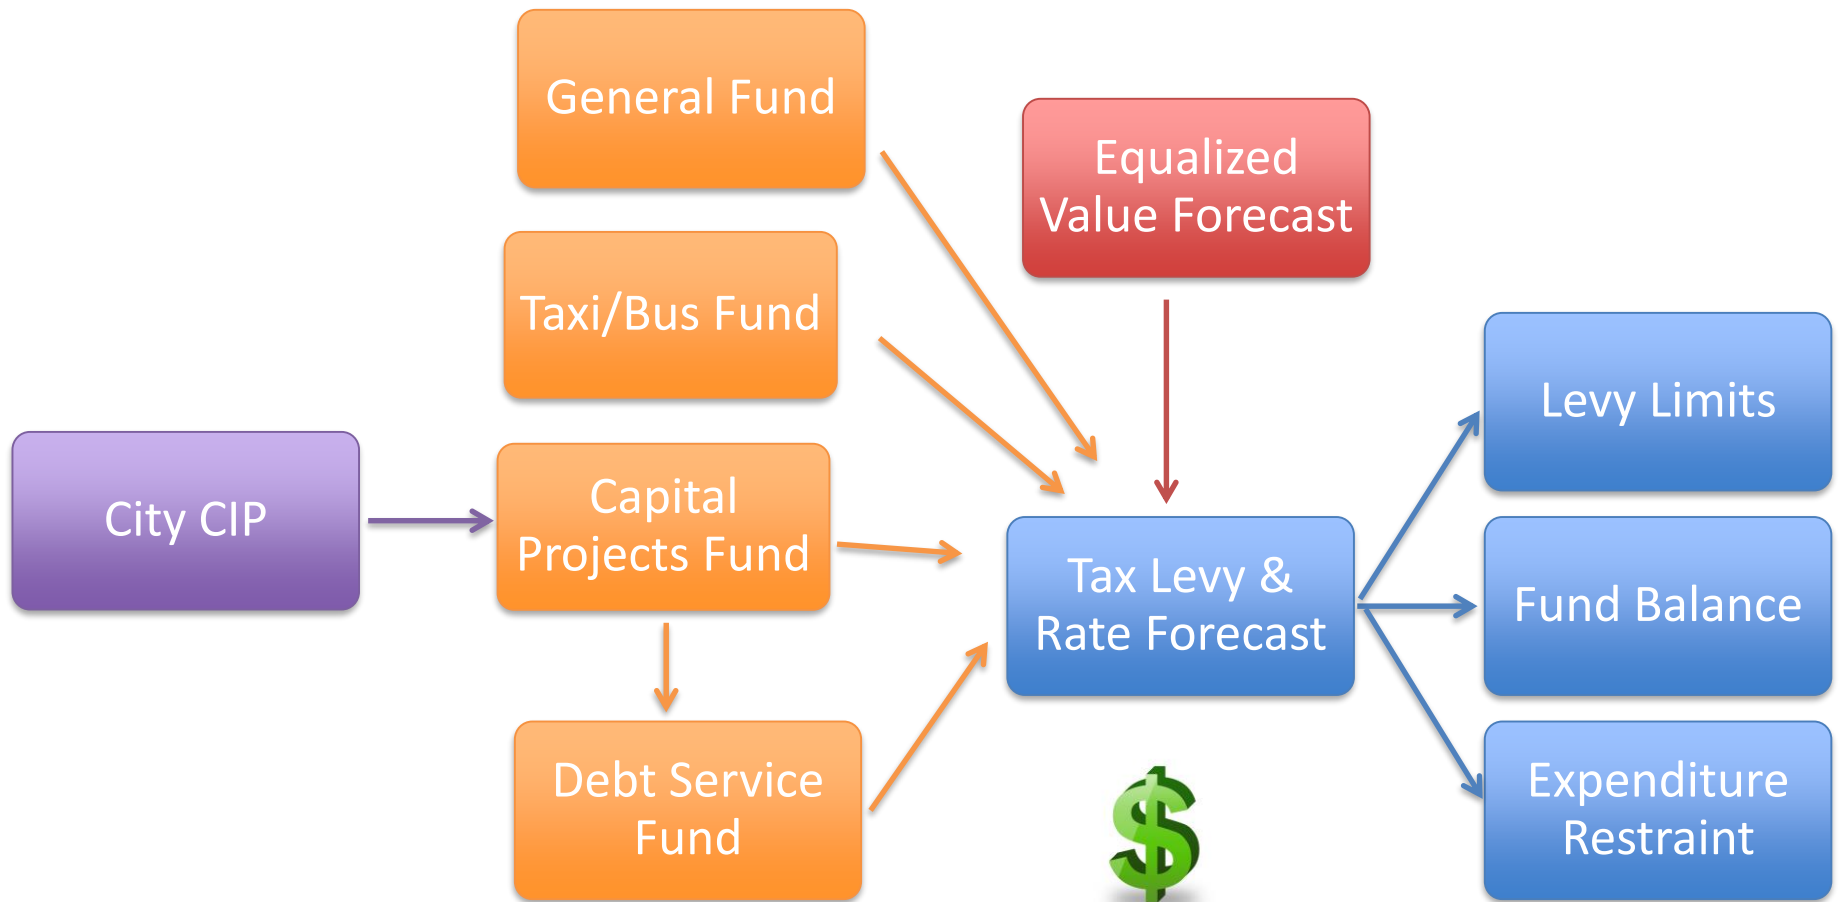 General Fund
Equalized
Value Forecast
Taxi/Bus Fund
Levy Limits
City CIP
Capital
Projects Fund
Tax Levy &
Rate Forecast
Fund Balance
Debt Service
Fund
Expenditure
Restraint
$